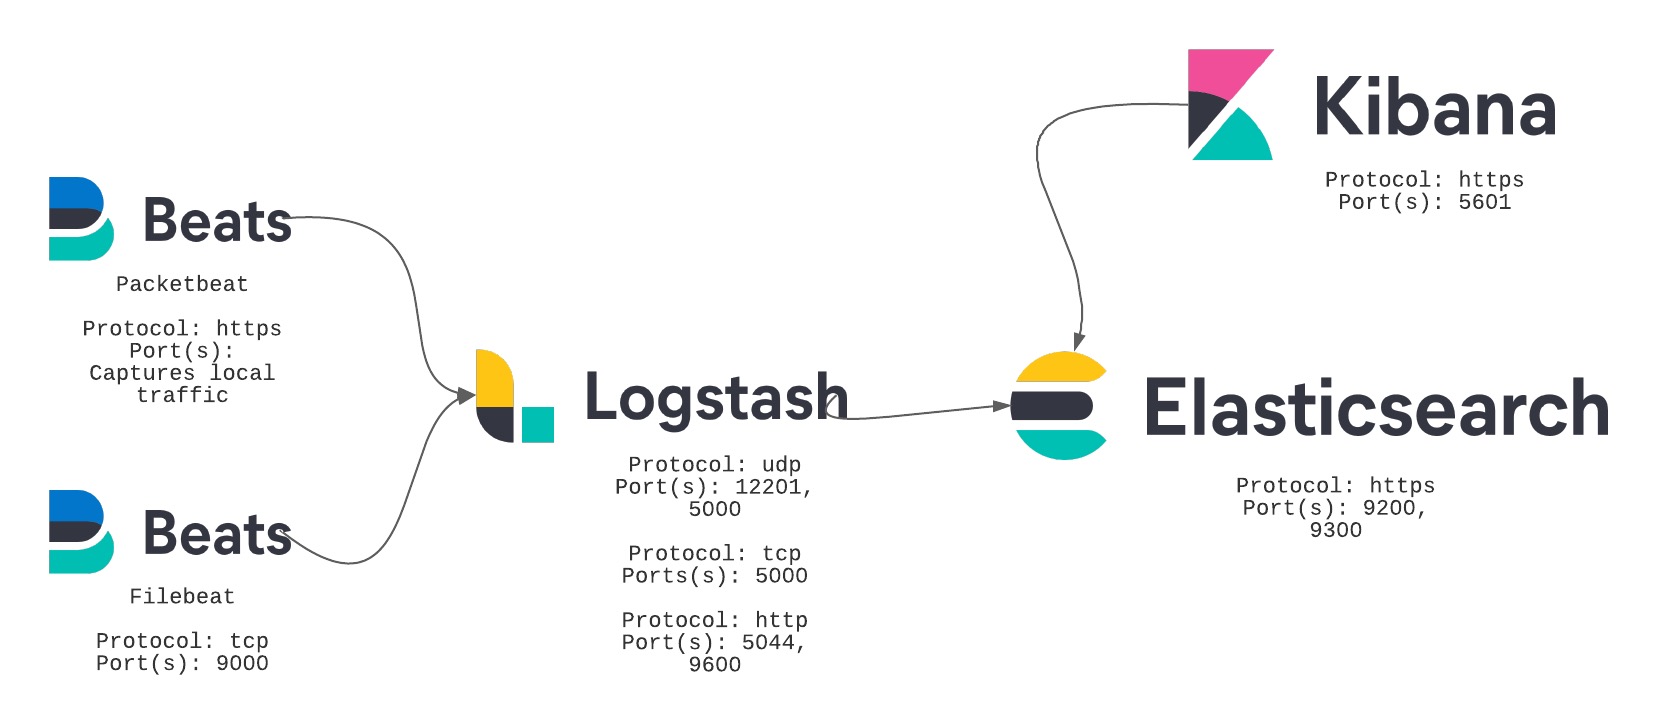 Beats
Packetbeat
Protocol: https
Port(s):
Captures local
traffic
Beats
Filebeat
Protocol: tcp
Port(s): 9000
Logstash
Protocol: udp
Port(s): 12201,
5000
Protocol: tcp
Ports(s): 5000
Protocol: http
Port(s): 5044,
9600
Kibana
Protocol: https
Port(s): 5601
Elasticsearch
Protocol: https
Port(s): 9200,
9300